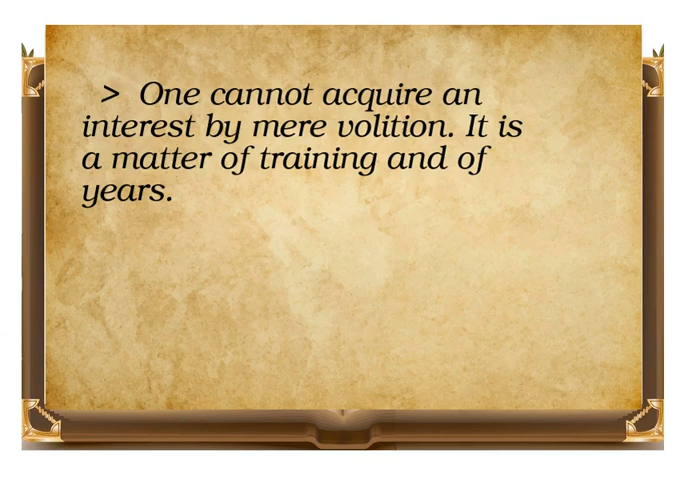 > One cannot acquire an
interest by mere volition. It is
a matter of training and of
years.